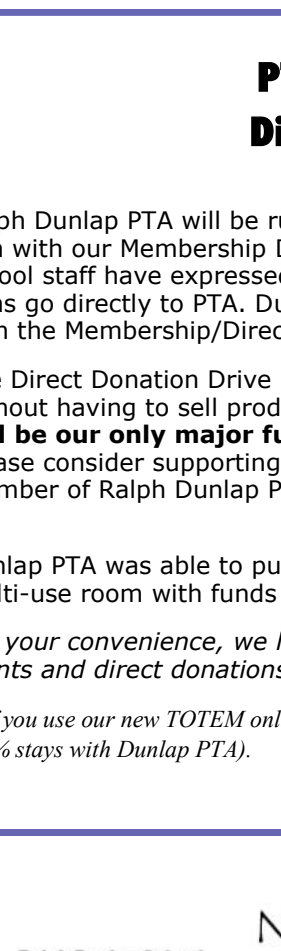 PT
Di
ph Dunlap PTA will be ru
n with our Membership D
ool staff have expressed
ns go directly to PTA. Du
n the Membership/Direc
e Direct Donation Drive
hout having to sell prod
l be our only major fu
ase consider supporting
mber of Ralph Dunlap P
nlap PTA was able to pu
lti-use room with funds
your convenience, we h
nts and direct donations
f you use our new TOTEM onl
% stays with Dunlap PTA).
N